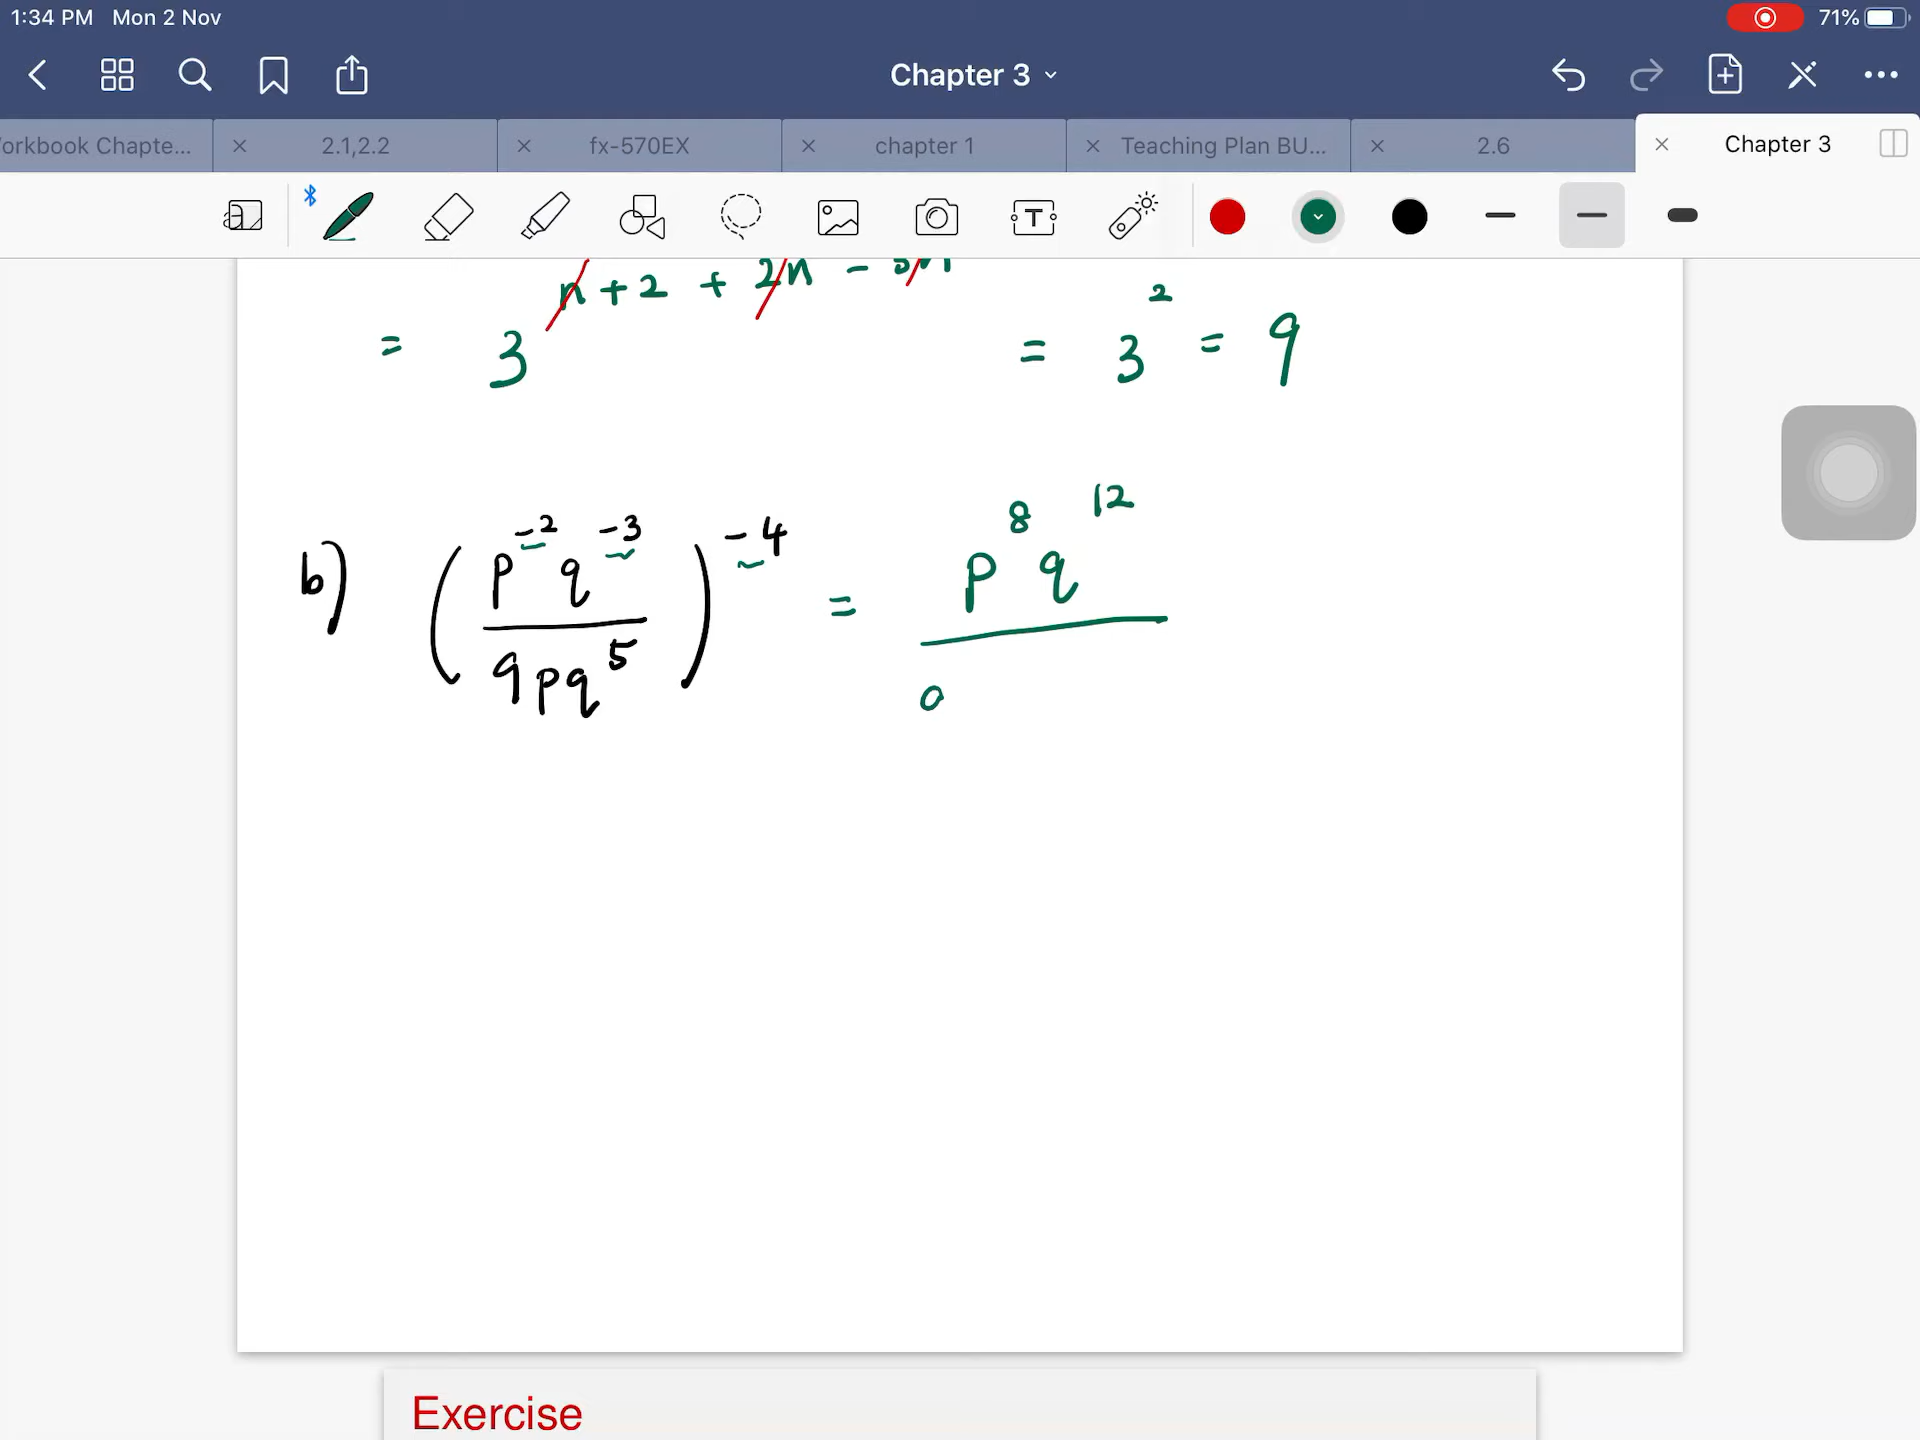 1:34 PM Mon 2 Nov 71%
Chapter 3
orkbook Chapte... 2.1,2.2 fx-570EX chapter 1 Teaching Plan BU... 2.6 Chapter 3
= 3^{n+2+2n-3n} = 3^2 = 9
b) (p^{-2}q^{-3} / 9pq^5)^{-4} = p^8q^{12} /
Exercise